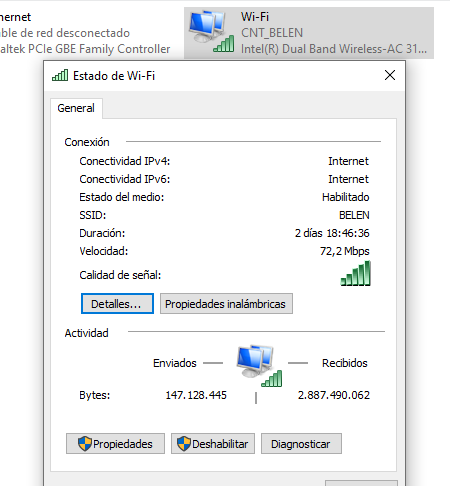 ernet
ble de red desconectado
altek PCIe GBE Family Controller
Wi-Fi
CNT_BELEN
Intel(R) Dual Band Wireless-AC 31...
Estado de Wi-Fi
General
Conexión
Conectividad IPv4: Internet
Conectividad IPv6: Internet
Estado del medio: Habilitado
SSID: BELEN
Duración: 2 días 18:46:36
Velocidad: 72,2 Mbps
Calidad de señal:
Detalles... Propiedades inalámbricas
Actividad
Enviados Recibidos
Bytes: 147.128.445 2.887.490.062
Propiedades Deshabilitar Diagnosticar